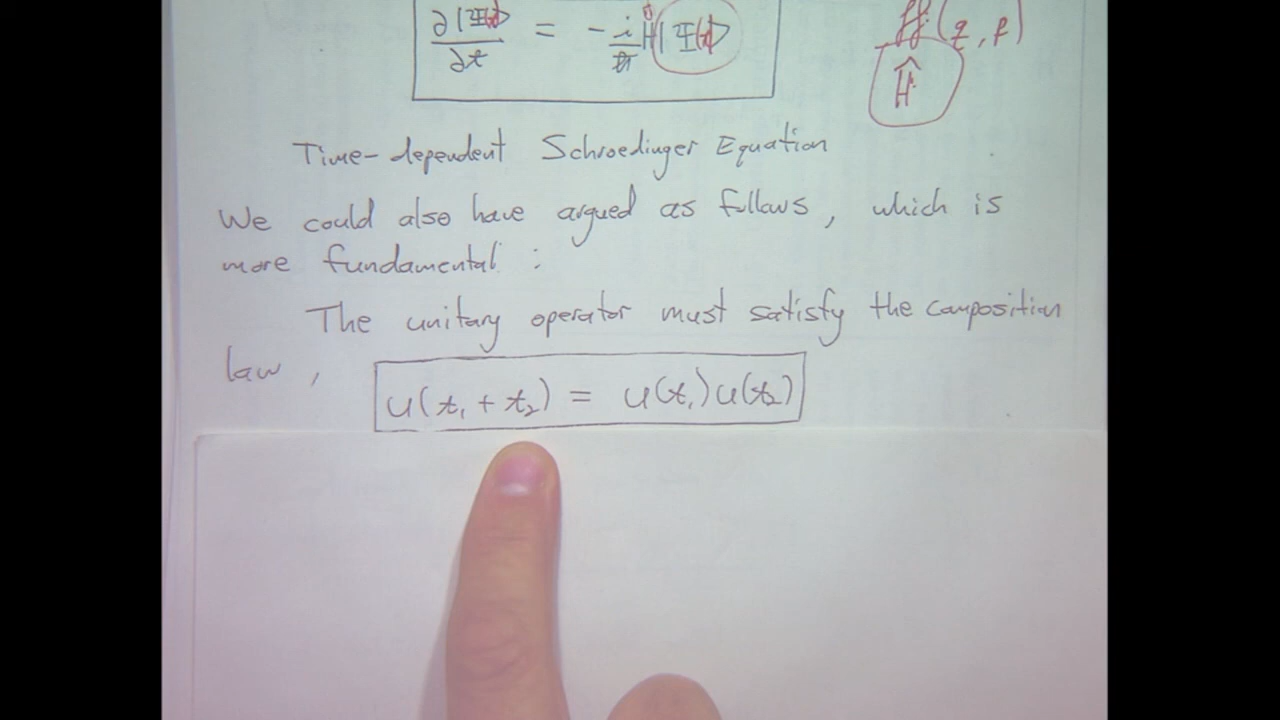 ∂|Ψ(t)⟩/∂t = -i/ħ Ĥ|Ψ(t)⟩
(q, p)
Ĥ
Time-dependent Schroedinger Equation
We could also have argued as follows, which is
more fundamental :
The unitary operator must satisfy the composition
law ,
U(t₁ + t₂) = U(t₁)U(t₂)